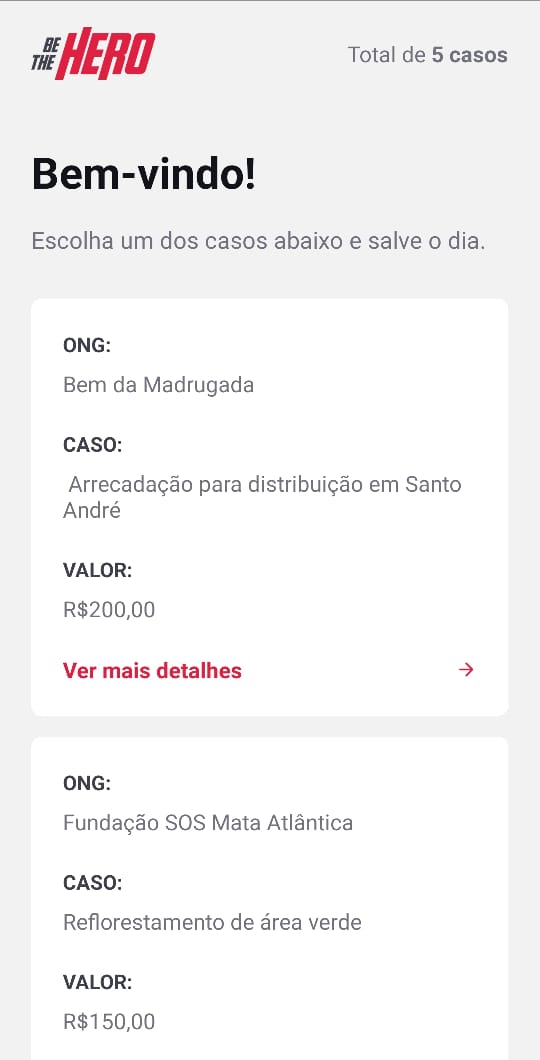 BE THE HERO
Total de 5 casos
Bem-vindo!
Escolha um dos casos abaixo e salve o dia.
ONG:
Bem da Madrugada
CASO:
Arrecadação para distribuição em Santo
André
VALOR:
R$200,00
Ver mais detalhes →
ONG:
Fundação SOS Mata Atlântica
CASO:
Reflorestamento de área verde
VALOR:
R$150,00